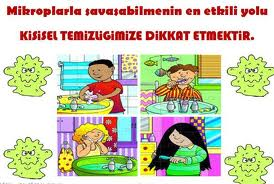 Mikroplarla savaşabilmenin en etkili yolu
KİŞİSEL TEMİZLİĞİMİZE DİKKAT ETMEKTİR.